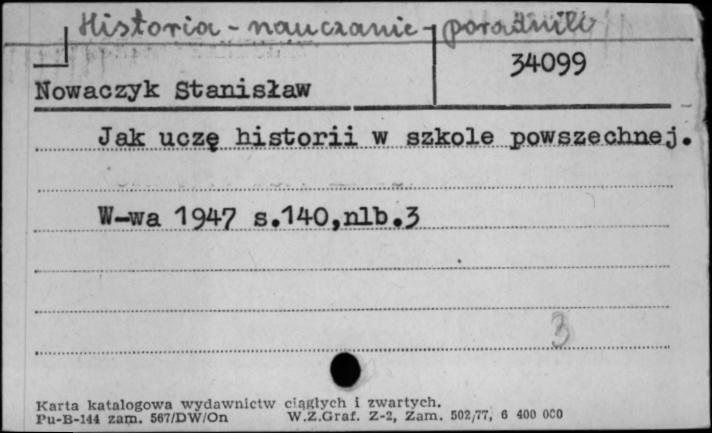 Historia - nauczanie - poradniki
34099
Nowaczyk Stanisław
Jak uczę historii w szkole powszechnej.
W-wa 1947 s.140,nlb.3
3
Karta katalogowa wydawnictw ciągłych i zwartych.
Pu-B-144 zam. 567/DW/On W.Z.Graf. Z-2, Zam. 502/77, 6 400 000